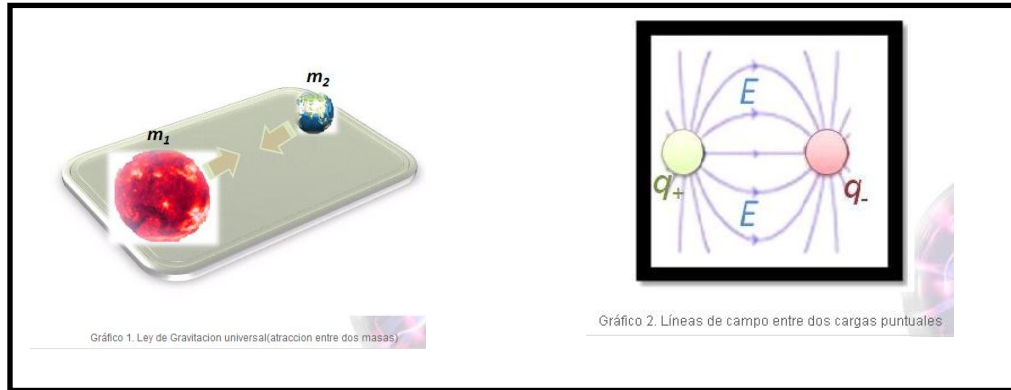 m₂
m₁
Gráfico 1. Ley de Gravitacion universal(atraccion entre dos masas)
E
q₊
q₋
E
Gráfico 2. Líneas de campo entre dos cargas puntuales